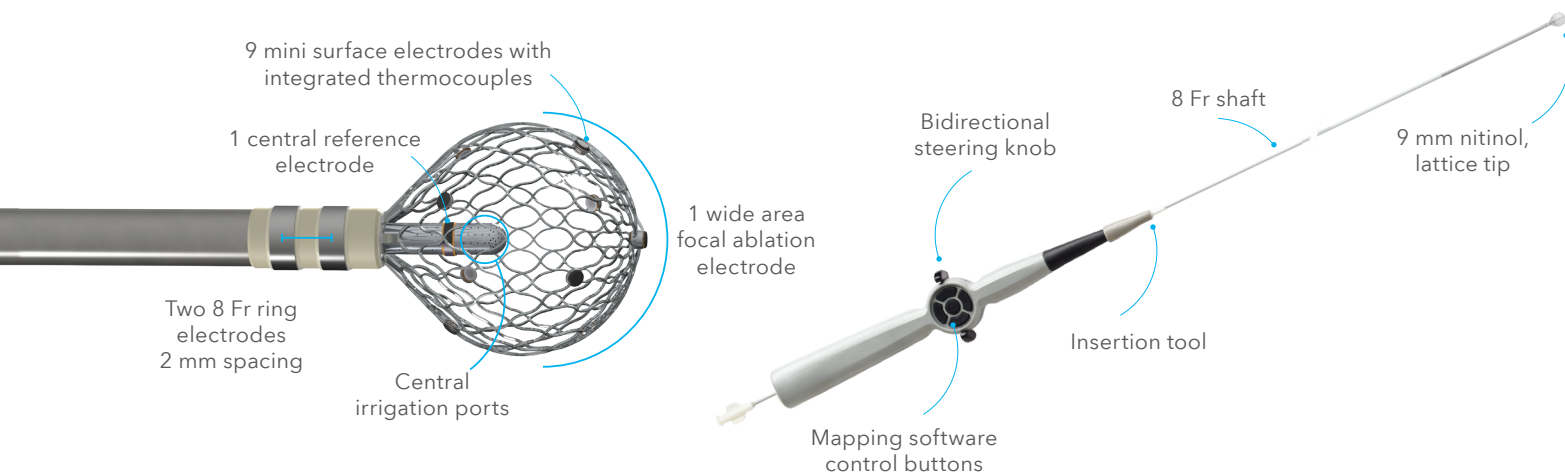 9 mini surface electrodes with
integrated thermocouples
1 central reference
electrode
1 wide area
focal ablation
electrode
Two 8 Fr ring
electrodes
2 mm spacing
Central
irrigation ports
Bidirectional
steering knob
8 Fr shaft
9 mm nitinol,
lattice tip
Insertion tool
Mapping software
control buttons